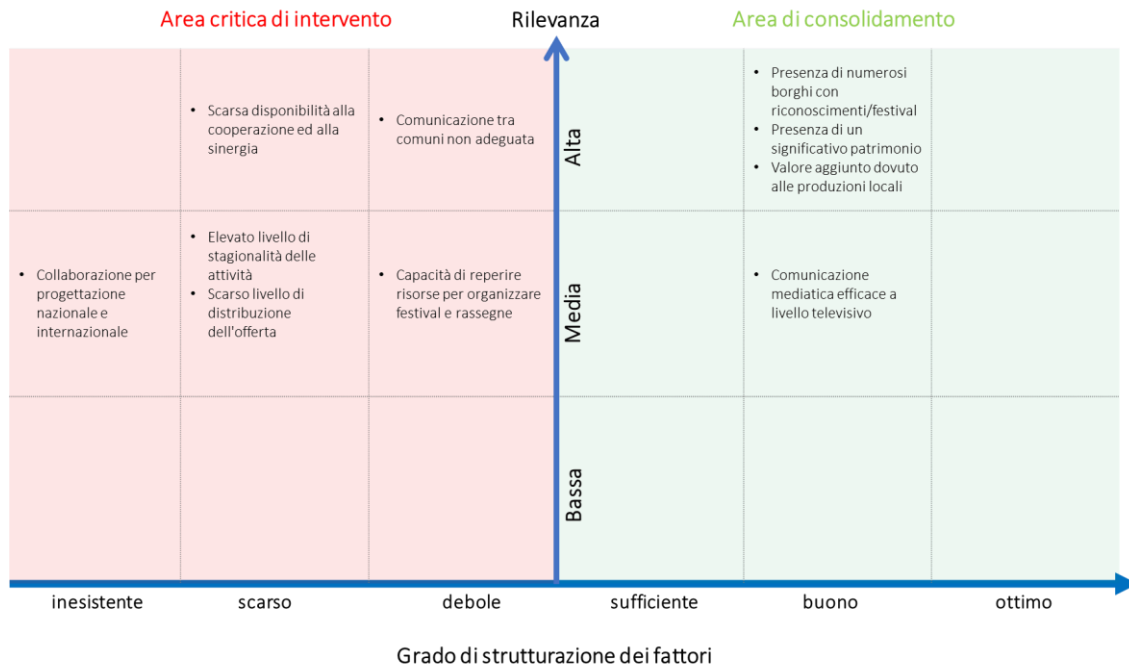 Area critica di intervento
Rilevanza
Area di consolidamento
• Scarsa disponibilità alla
cooperazione ed alla
sinergia
• Comunicazione tra
comuni non adeguata
Alta
• Presenza di numerosi
borghi con
riconoscimenti/festival
• Presenza di un
significativo patrimonio
• Valore aggiunto dovuto
alle produzioni locali
• Collaborazione per
progettazione
nazionale e
internazionale
• Elevato livello di
stagionalità delle
attività
• Scarso livello di
distribuzione
dell'offerta
• Capacità di reperire
risorse per organizzare
festival e rassegne
Media
• Comunicazione
mediatica efficace a
livello televisivo
Bassa
inesistente
scarso
debole
sufficiente
buono
ottimo
Grado di strutturazione dei fattori